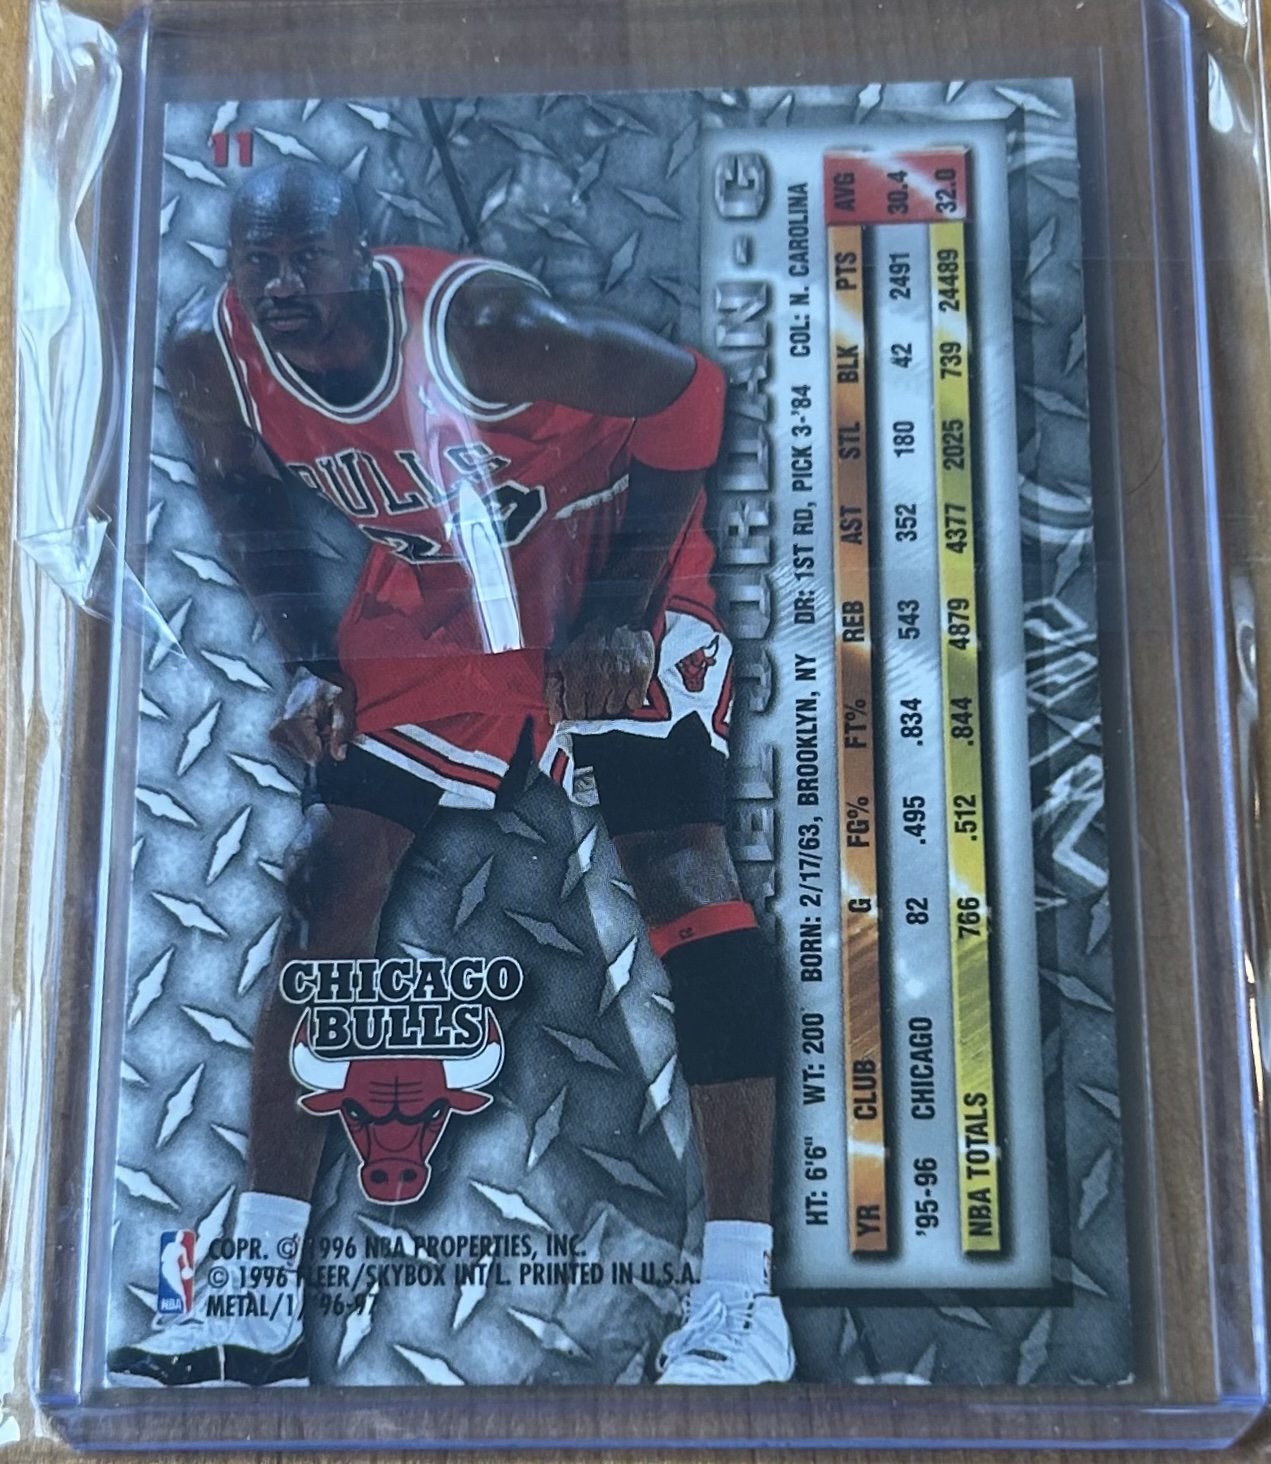 11
BULLS
CHICAGO
BULLS
NBA
COPR. © 1996 NBA PROPERTIES, INC.
© 1996 FLEER/SKYBOX INT'L. PRINTED IN U.S.A.
METAL/1 '96-97
JORDAN - G
HT: 6'6" WT: 200 BORN: 2/17/63, BROOKLYN, NY DR: 1ST RD, PICK 3-'84 COL: N. CAROLINA
YR CLUB G FG% FT% REB AST STL BLK PTS AVG
'95-96 CHICAGO 82 .495 .834 543 352 180 42 2491 30.4
NBA TOTALS 766 .512 .844 4879 4377 2025 739 24489 32.0